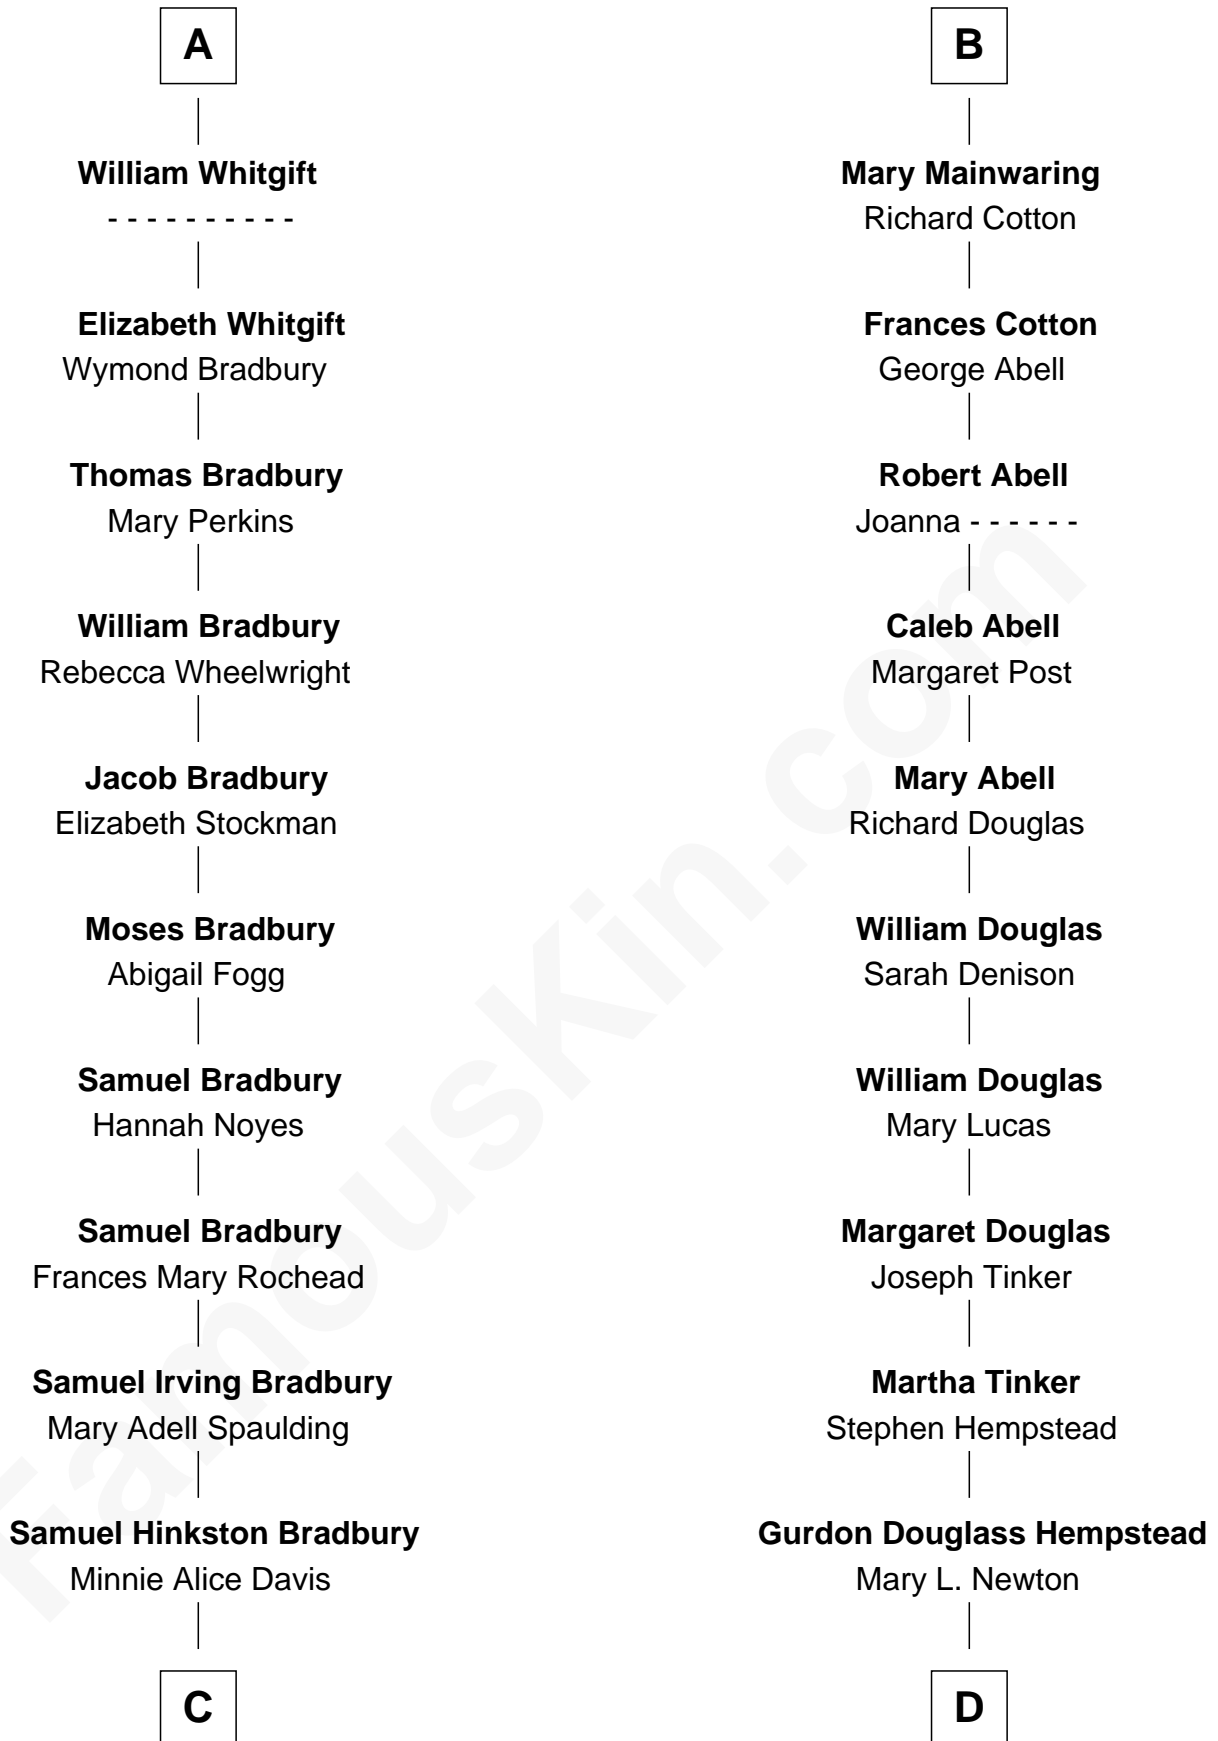 A
William Whitgift
- - - - - - - - - -
Elizabeth Whitgift
Wymond Bradbury
Thomas Bradbury
Mary Perkins
William Bradbury
Rebecca Wheelwright
Jacob Bradbury
Elizabeth Stockman
Moses Bradbury
Abigail Fogg
Samuel Bradbury
Hannah Noyes
Samuel Bradbury
Frances Mary Rochead
Samuel Irving Bradbury
Mary Adell Spaulding
Samuel Hinkston Bradbury
Minnie Alice Davis
C
B
Mary Mainwaring
Richard Cotton
Frances Cotton
George Abell
Robert Abell
Joanna - - - - - -
Caleb Abell
Margaret Post
Mary Abell
Richard Douglas
William Douglas
Sarah Denison
William Douglas
Mary Lucas
Margaret Douglas
Joseph Tinker
Martha Tinker
Stephen Hempstead
Gurdon Douglass Hempstead
Mary L. Newton
D
FamousKin.com